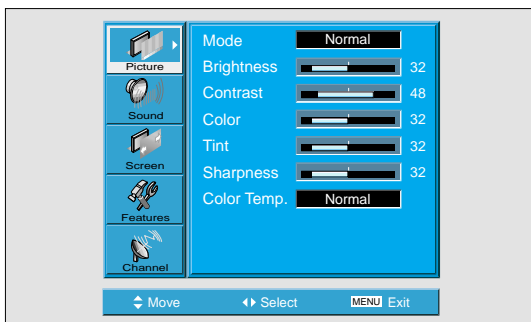 Picture
Sound
Screen
Features
Channel
Mode Normal
Brightness 32
Contrast 48
Color 32
Tint 32
Sharpness 32
Color Temp. Normal
Move Select MENU Exit